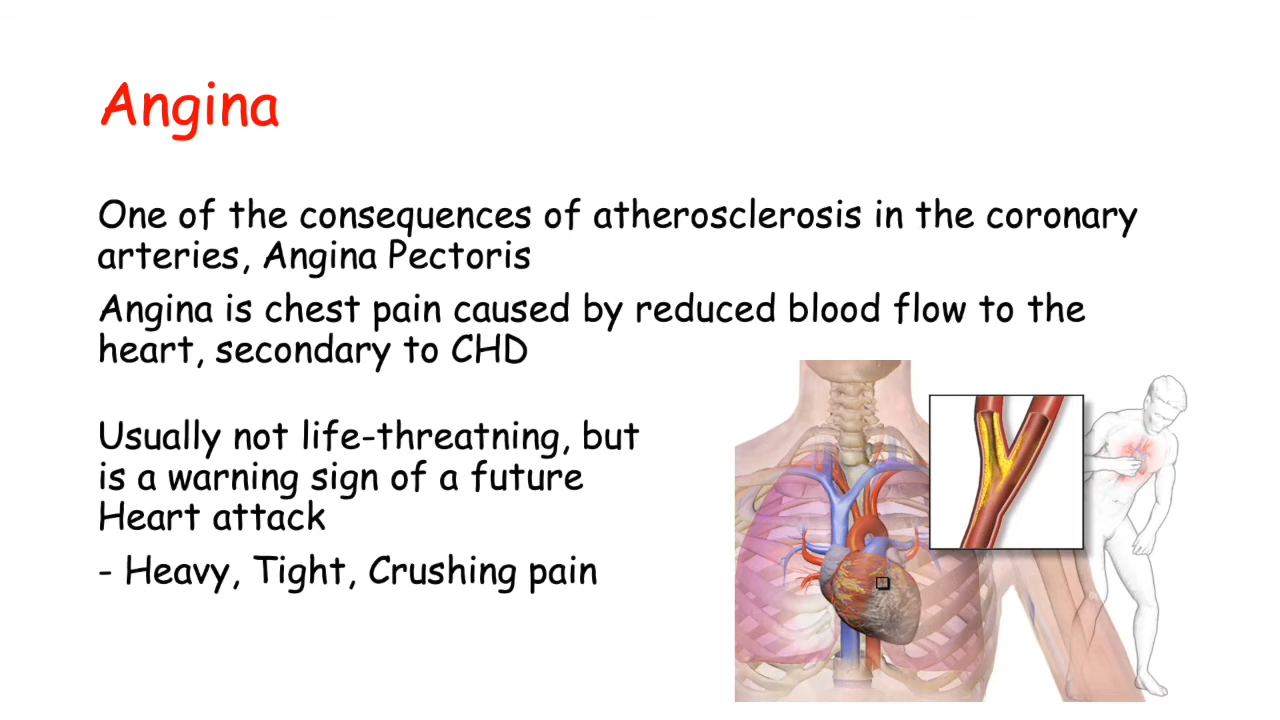 Angina
One of the consequences of atherosclerosis in the coronary
arteries, Angina Pectoris
Angina is chest pain caused by reduced blood flow to the
heart, secondary to CHD
Usually not life-threatning, but
is a warning sign of a future
Heart attack
- Heavy, Tight, Crushing pain